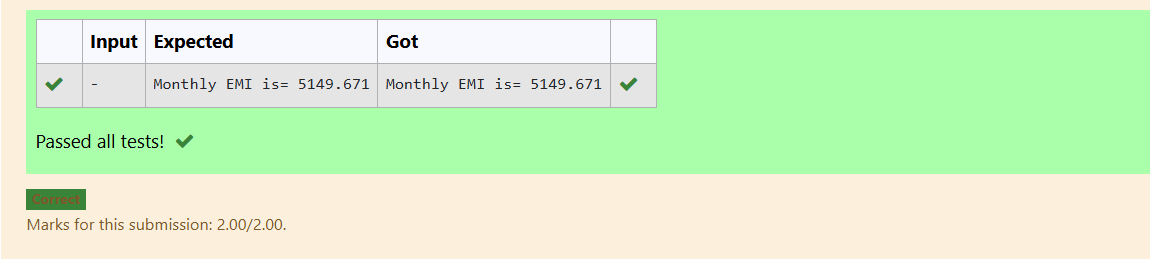 Input Expected Got
- Monthly EMI is= 5149.671 Monthly EMI is= 5149.671
Passed all tests!
Correct
Marks for this submission: 2.00/2.00.